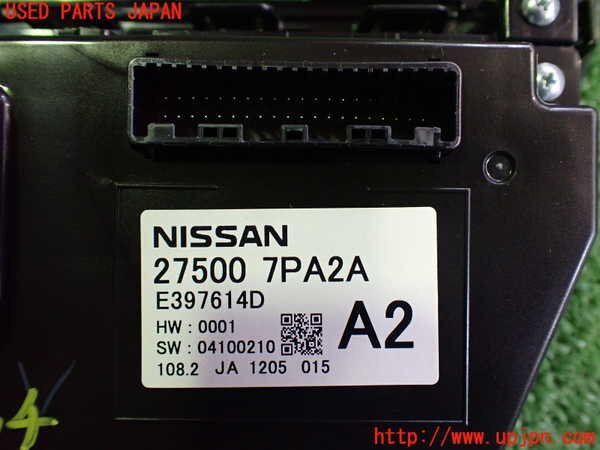 USED PARTS JAPAN
NISSAN
27500 7PA2A
E397614D
HW : 0001
SW : 04100210
A2
108.2 JA 1205 015
http://www.upjpn.com